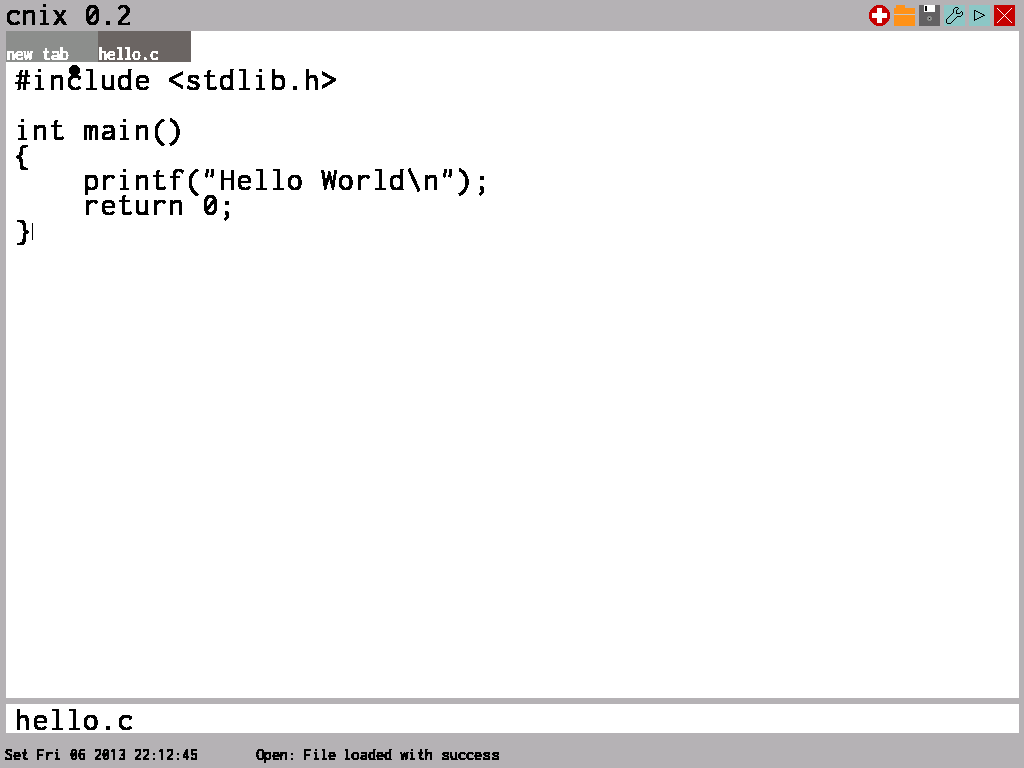 cnix 0.2
new tab hello.c
#include <stdlib.h>
int main()
{
    printf("Hello World\n");
    return 0;
}
hello.c
Set Fri 06 2013 22:12:45 Open: File loaded with success